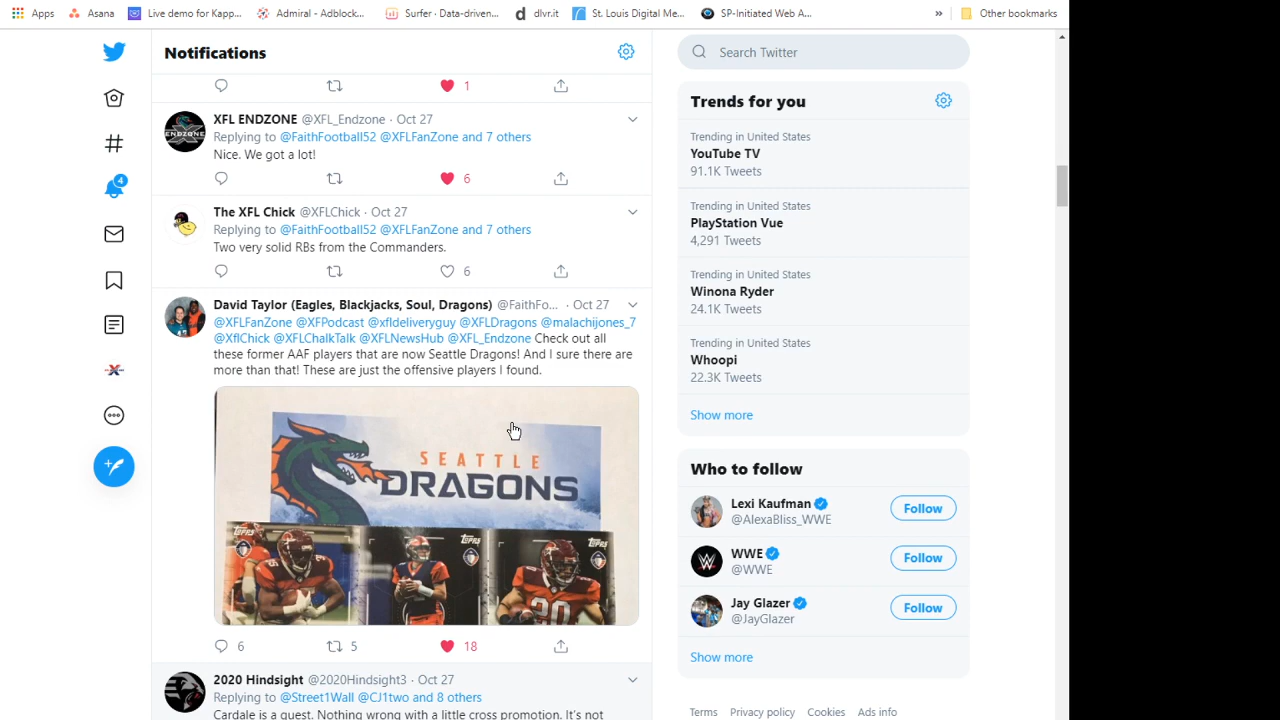 Apps Asana Live demo for Kapp... Admiral - Adblock... Surfer - Data-driven... dlvr.it St. Louis Digital Me... SP-Initiated Web A... » Other bookmarks
Notifications
Search Twitter
1
XFL ENDZONE @XFL_Endzone · Oct 27
Replying to @FaithFootball52 @XFLFanZone and 7 others
Nice. We got a lot!
6
The XFL Chick @XFLChick · Oct 27
Replying to @FaithFootball52 @XFLFanZone and 7 others
Two very solid RBs from the Commanders.
6
David Taylor (Eagles, Blackjacks, Soul, Dragons) @FaithFo... · Oct 27
@XFLFanZone @XFPodcast @xfldeliveryguy @XFLDragons @malachijones_7
@XflChick @XFLChalkTalk @XFLNewsHub @XFL_Endzone Check out all
these former AAF players that are now Seattle Dragons! And I sure there are
more than that! These are just the offensive players I found.
SEATTLE
DRAGONS
TOPPS TOPPS TOPPS
20
6 5 18
2020 Hindsight @2020Hindsight3 · Oct 27
Replying to @Street1Wall @CJ1two and 8 others
Cardale is a guest. Nothing wrong with a little cross promotion. It's not
4
Trends for you
Trending in United States
YouTube TV
91.1K Tweets
Trending in United States
PlayStation Vue
4,291 Tweets
Trending in United States
Winona Ryder
24.1K Tweets
Trending in United States
Whoopi
22.3K Tweets
Show more
Who to follow
Lexi Kaufman
@AlexaBliss_WWE
Follow
WWE
@WWE
Follow
Jay Glazer
@JayGlazer
Follow
Show more
Terms Privacy policy Cookies Ads info